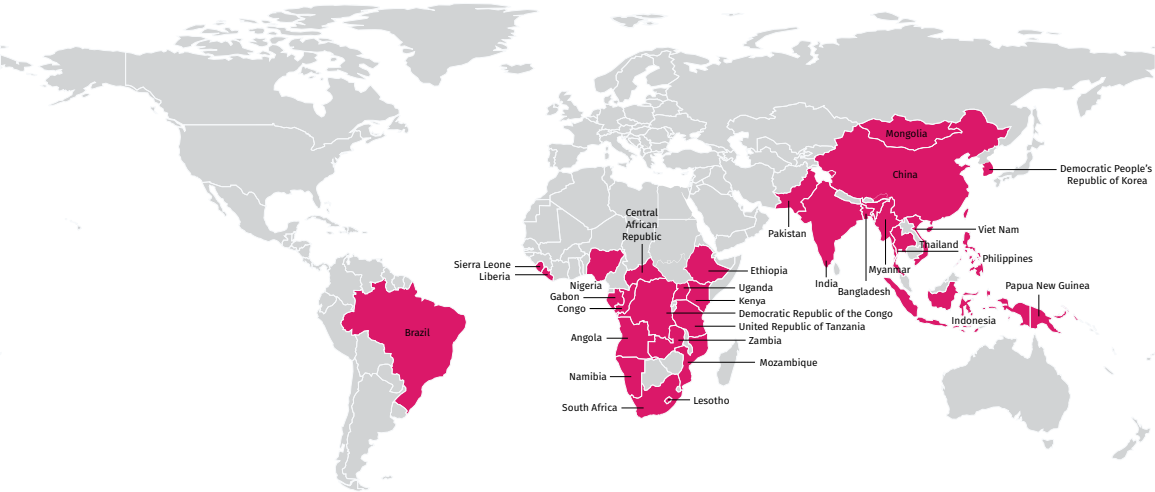 Mongolia
China
Democratic People's
Republic of Korea
Central
African
Republic
Pakistan
Viet Nam
Thailand
Philippines
Sierra Leone
Liberia
Ethiopia
Myanmar
India
Bangladesh
Nigeria
Uganda
Papua New Guinea
Gabon
Kenya
Congo
Democratic Republic of the Congo
Indonesia
United Republic of Tanzania
Brazil
Angola
Zambia
Mozambique
Namibia
Lesotho
South Africa